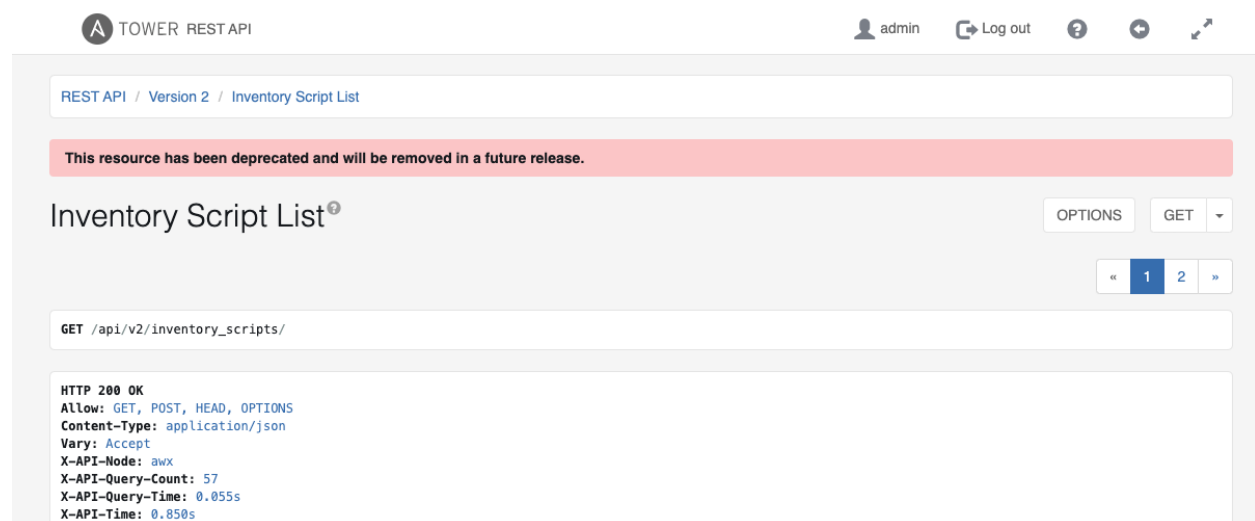 A TOWER REST API admin Log out ?
REST API / Version 2 / Inventory Script List
This resource has been deprecated and will be removed in a future release.
Inventory Script List ?
OPTIONS GET
« 1 2 »
GET /api/v2/inventory_scripts/
HTTP 200 OK
Allow: GET, POST, HEAD, OPTIONS
Content-Type: application/json
Vary: Accept
X-API-Node: awx
X-API-Query-Count: 57
X-API-Query-Time: 0.055s
X-API-Time: 0.850s